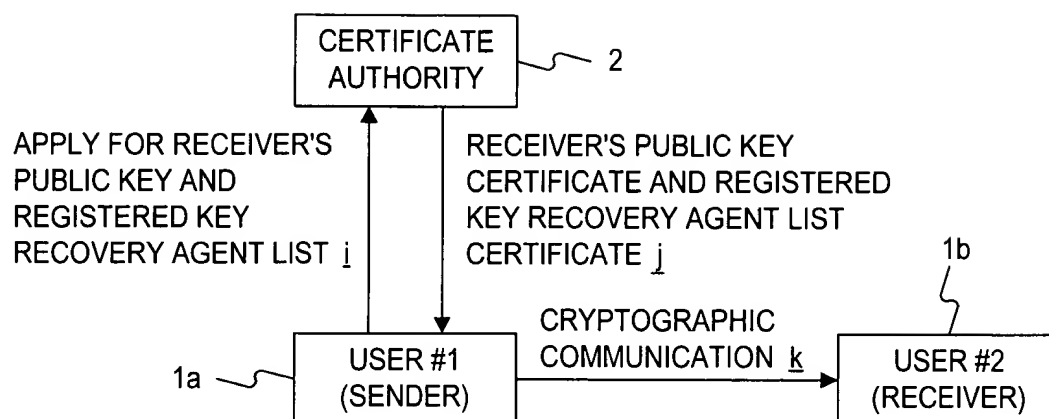 CERTIFICATE
AUTHORITY
2
APPLY FOR RECEIVER'S
PUBLIC KEY AND
REGISTERED KEY
RECOVERY AGENT LIST i
RECEIVER'S PUBLIC KEY
CERTIFICATE AND REGISTERED
KEY RECOVERY AGENT LIST
CERTIFICATE j
1b
CRYPTOGRAPHIC
COMMUNICATION k
1a
USER #1
(SENDER)
USER #2
(RECEIVER)